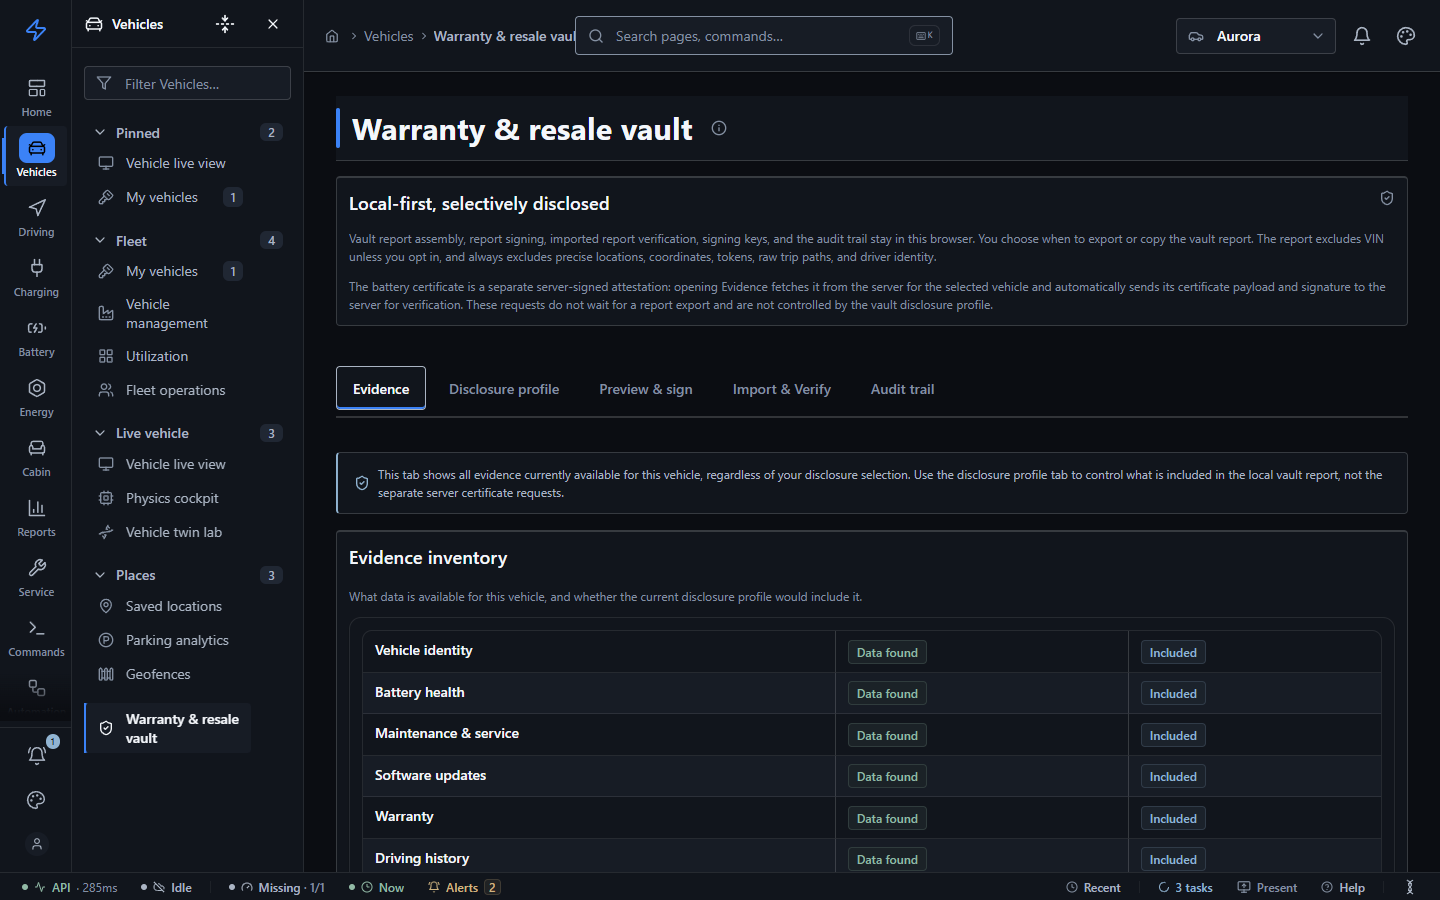 Home
Vehicles
Driving
Charging
Battery
Energy
Cabin
Reports
Service
Commands
1
Vehicles
Filter Vehicles...
Pinned 2
Vehicle live view
My vehicles 1
Fleet 4
My vehicles 1
Vehicle
management
Utilization
Fleet operations
Live vehicle 3
Vehicle live view
Physics cockpit
Vehicle twin lab
Places 3
Saved locations
Parking analytics
Geofences
Warranty & resale
vault
Vehicles > Warranty & resale vaul
Search pages, commands... K
Aurora
Warranty & resale vault
Local-first, selectively disclosed
Vault report assembly, report signing, imported report verification, signing keys, and the audit trail stay in this browser. You choose when to export or copy the vault report. The report excludes VIN
unless you opt in, and always excludes precise locations, coordinates, tokens, raw trip paths, and driver identity.
The battery certificate is a separate server-signed attestation: opening Evidence fetches it from the server for the selected vehicle and automatically sends its certificate payload and signature to the
server for verification. These requests do not wait for a report export and are not controlled by the vault disclosure profile.
Evidence Disclosure profile Preview & sign Import & Verify Audit trail
This tab shows all evidence currently available for this vehicle, regardless of your disclosure selection. Use the disclosure profile tab to control what is included in the local vault report, not the
separate server certificate requests.
Evidence inventory
What data is available for this vehicle, and whether the current disclosure profile would include it.
Vehicle identity Data found Included
Battery health Data found Included
Maintenance & service Data found Included
Software updates Data found Included
Warranty Data found Included
Driving history Data found Included
API · 285ms Idle Missing · 1/1 Now Alerts 2 Recent 3 tasks Present Help